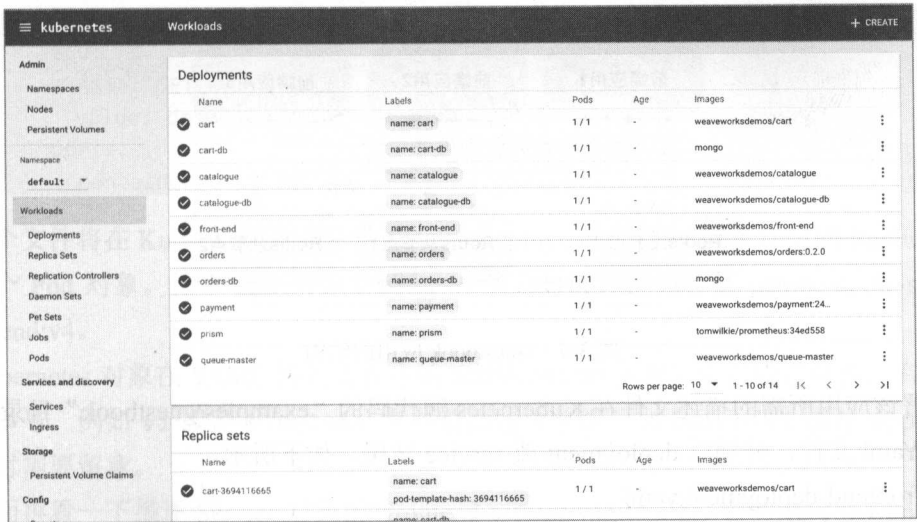 kubernetes Workloads + CREATE
Admin
Namespaces
Nodes
Persistent Volumes
Namespace
default
Workloads
Deployments
Replica Sets
Replication Controllers
Daemon Sets
Pet Sets
Jobs
Pods
Services and discovery
Services
Ingress
Storage
Persistent Volume Claims
Config
Deployments
Name Labels Pods Age Images
cart name: cart 1 / 1 - weaveworksdemos/cart
cart-db name: cart-db 1 / 1 - mongo
catalogue name: catalogue 1 / 1 - weaveworksdemos/catalogue
catalogue-db name: catalogue-db 1 / 1 - weaveworksdemos/catalogue-db
front-end name: front-end 1 / 1 - weaveworksdemos/front-end
orders name: orders 1 / 1 - weaveworksdemos/orders:0.2.0
orders-db name: orders-db 1 / 1 - mongo
payment name: payment 1 / 1 - weaveworksdemos/payment:24...
prism name: prism 1 / 1 - tomwilkie/prometheus:34ed558
queue-master name: queue-master 1 / 1 - weaveworksdemos/queue-master
Rows per page: 10 1 - 10 of 14
Replica sets
Name Labels Pods Age Images
cart-3694116665 name: cart pod-template-hash: 3694116665 1 / 1 - weaveworksdemos/cart
name: cart-db